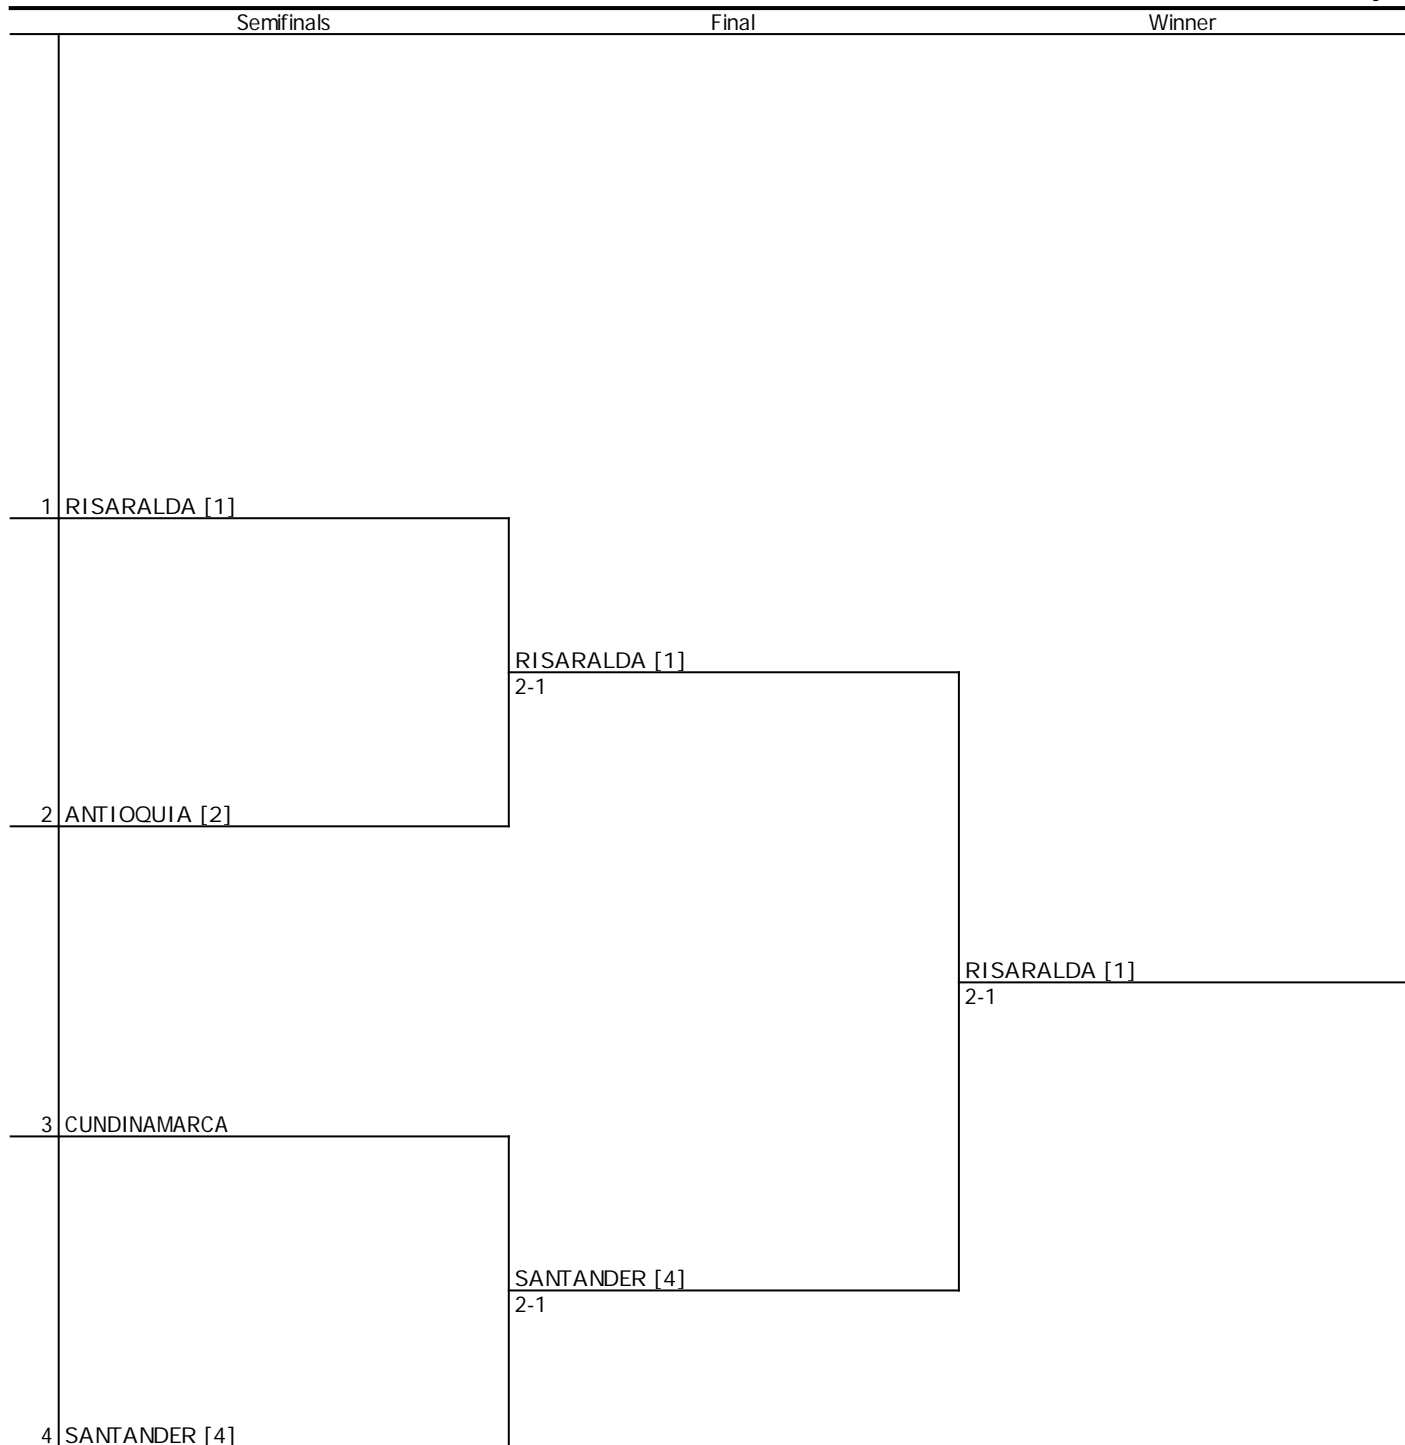 Semifinals Final Winner
1 RISARALDA [1]
RISARALDA [1]
2-1
2 ANTIOQUIA [2]
RISARALDA [1]
2-1
3 CUNDINAMARCA
SANTANDER [4]
2-1
4 SANTANDER [4]